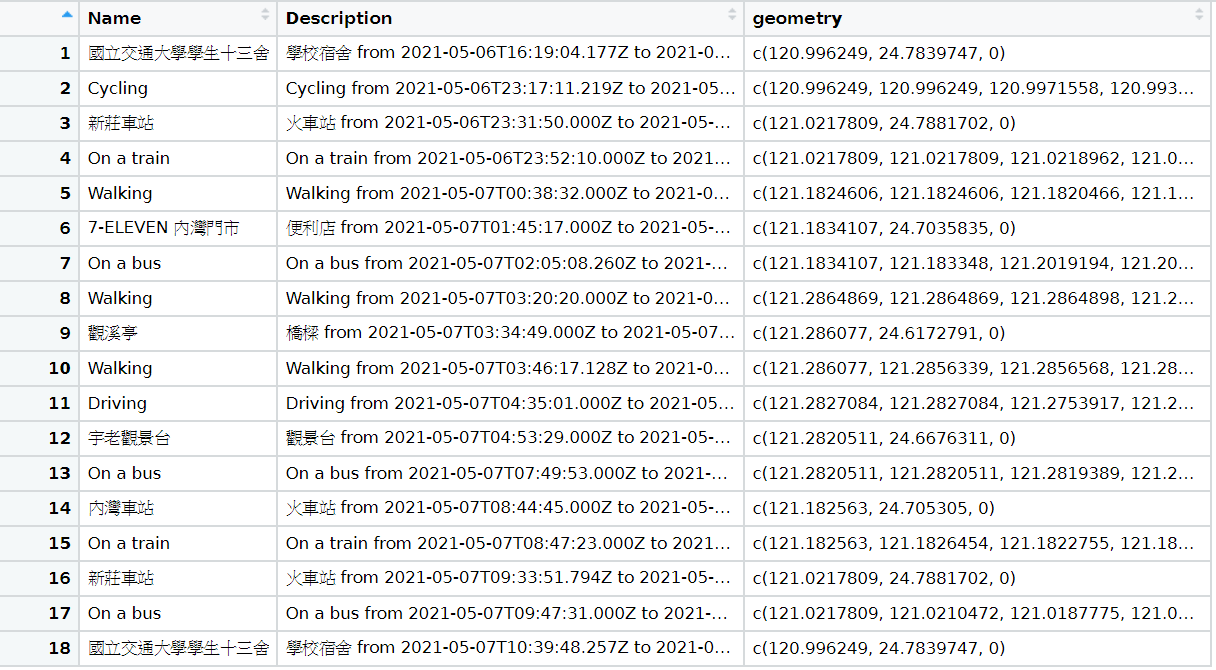 Name Description geometry
1 國立交通大學學生十三舍 學校宿舍 from 2021-05-06T16:19:04.177Z to 2021-0... c(120.996249, 24.7839747, 0)
2 Cycling Cycling from 2021-05-06T23:17:11.219Z to 2021-05... c(120.996249, 120.996249, 120.9971558, 120.993...
3 新莊車站 火車站 from 2021-05-06T23:31:50.000Z to 2021-05-... c(121.0217809, 24.7881702, 0)
4 On a train On a train from 2021-05-06T23:52:10.000Z to 2021... c(121.0217809, 121.0217809, 121.0218962, 121.0...
5 Walking Walking from 2021-05-07T00:38:32.000Z to 2021-0... c(121.1824606, 121.1824606, 121.1820466, 121.1...
6 7-ELEVEN 內灣門市 便利店 from 2021-05-07T01:45:17.000Z to 2021-05-... c(121.1834107, 24.7035835, 0)
7 On a bus On a bus from 2021-05-07T02:05:08.260Z to 2021-... c(121.1834107, 121.183348, 121.2019194, 121.20...
8 Walking Walking from 2021-05-07T03:20:20.000Z to 2021-0... c(121.2864869, 121.2864869, 121.2864898, 121.2...
9 觀溪亭 橋樑 from 2021-05-07T03:34:49.000Z to 2021-05-07... c(121.286077, 24.6172791, 0)
10 Walking Walking from 2021-05-07T03:46:17.128Z to 2021-0... c(121.286077, 121.2856339, 121.2856568, 121.28...
11 Driving Driving from 2021-05-07T04:35:01.000Z to 2021-05... c(121.2827084, 121.2827084, 121.2753917, 121.2...
12 宇老觀景台 觀景台 from 2021-05-07T04:53:29.000Z to 2021-05-... c(121.2820511, 24.6676311, 0)
13 On a bus On a bus from 2021-05-07T07:49:53.000Z to 2021-... c(121.2820511, 121.2820511, 121.2819389, 121.2...
14 內灣車站 火車站 from 2021-05-07T08:44:45.000Z to 2021-05-... c(121.182563, 24.705305, 0)
15 On a train On a train from 2021-05-07T08:47:23.000Z to 2021... c(121.182563, 121.1826454, 121.1822755, 121.18...
16 新莊車站 火車站 from 2021-05-07T09:33:51.794Z to 2021-05-... c(121.0217809, 24.7881702, 0)
17 On a bus On a bus from 2021-05-07T09:47:31.000Z to 2021-... c(121.0217809, 121.0210472, 121.0187775, 121.0...
18 國立交通大學學生十三舍 學校宿舍 from 2021-05-07T10:39:48.257Z to 2021-0... c(120.996249, 24.7839747, 0)